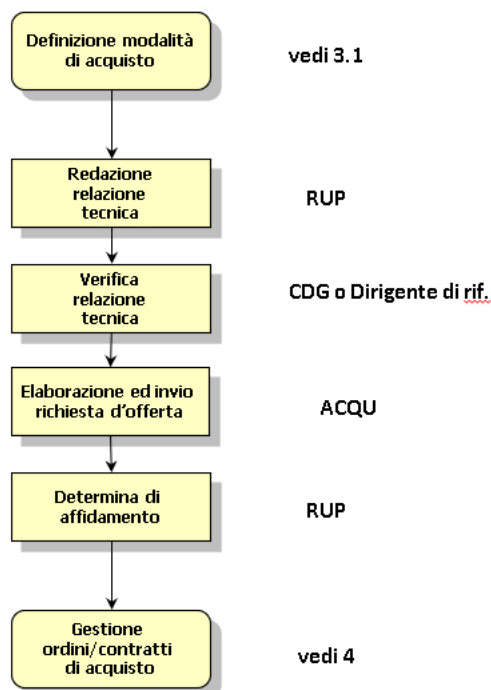 Definizione modalità
di acquisto
vedi 3.1
Redazione
relazione
tecnica
RUP
Verifica
relazione
tecnica
CDG o Dirigente di rif.
Elaborazione ed invio
richiesta d'offerta
ACQU
Determina di
affidamento
RUP
Gestione
ordini/contratti
di acquisto
vedi 4